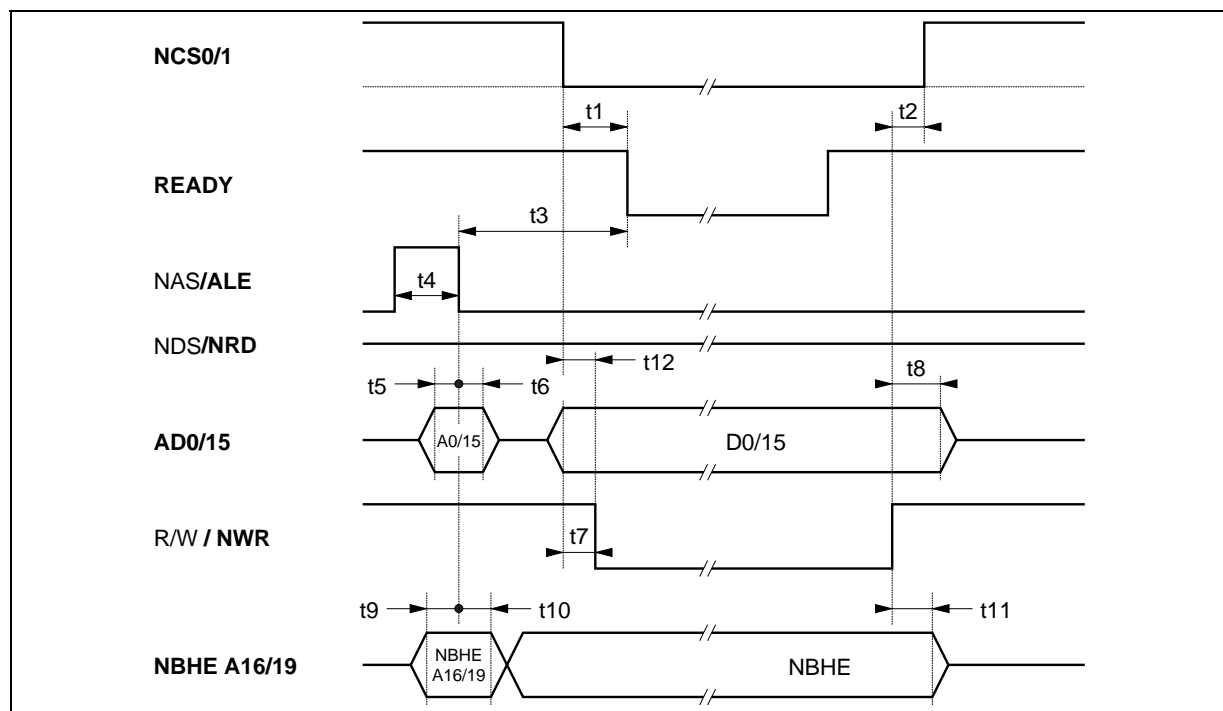 NCS0/1
t1
t2
READY
t3
NAS/ALE
t4
NDS/NRD
t12
t5
t6
t8
AD0/15
A0/15
D0/15
R/W / NWR
t7
t9
t10
t11
NBHE A16/19
NBHE
A16/19
NBHE